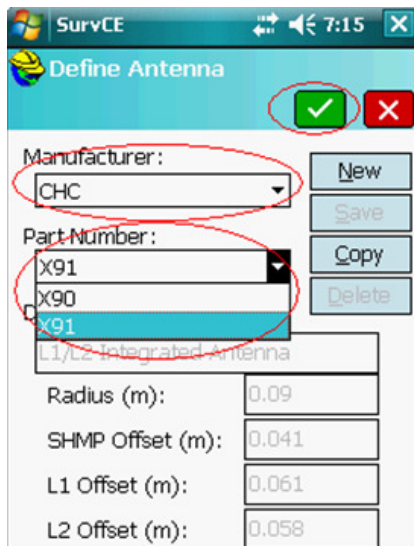 SurvCE 7:15
Define Antenna
Manufacturer: New
CHC Save
Part Number: Copy
X91 Delete
X90
D
X91
L1/L2 Integrated Antenna
Radius (m): 0.09
SHMP Offset (m): 0.041
L1 Offset (m): 0.061
L2 Offset (m): 0.058